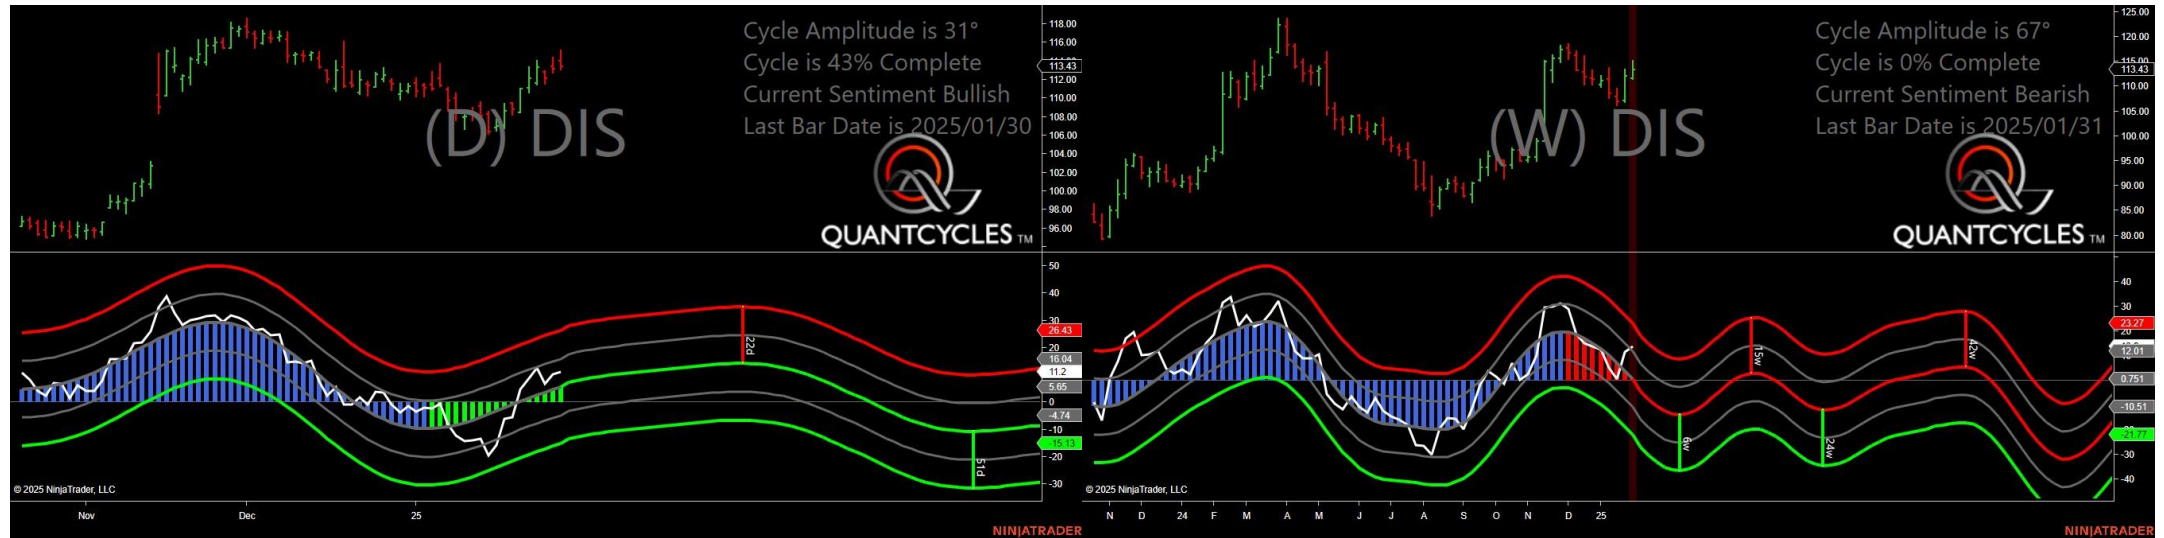 Cycle Amplitude is 31°
Cycle is 43% Complete
Current Sentiment Bullish
Last Bar Date is 2025/01/30
(D) DIS
QUANTCYCLES TM
118.00
116.00
113.43
112.00
110.00
108.00
106.00
104.00
102.00
100.00
98.00
96.00
50
40
30
26.43
20
16.04
11.2
5.65
0
-4.74
-10
-15.13
-20
-30
22d
51d
© 2025 NinjaTrader, LLC
Nov
Dec
25
NINJATRADER
Cycle Amplitude is 67°
Cycle is 0% Complete
Current Sentiment Bearish
Last Bar Date is 2025/01/31
(W) DIS
QUANTCYCLES TM
125.00
120.00
115.00
113.43
110.00
105.00
100.00
95.00
90.00
85.00
80.00
40
30
23.27
20
12.01
0.751
-10.51
-21.77
-30
-40
6w
15w
24w
42w
© 2025 NinjaTrader, LLC
N D 24 F M A M J J A S O N D 25
NINJATRADER